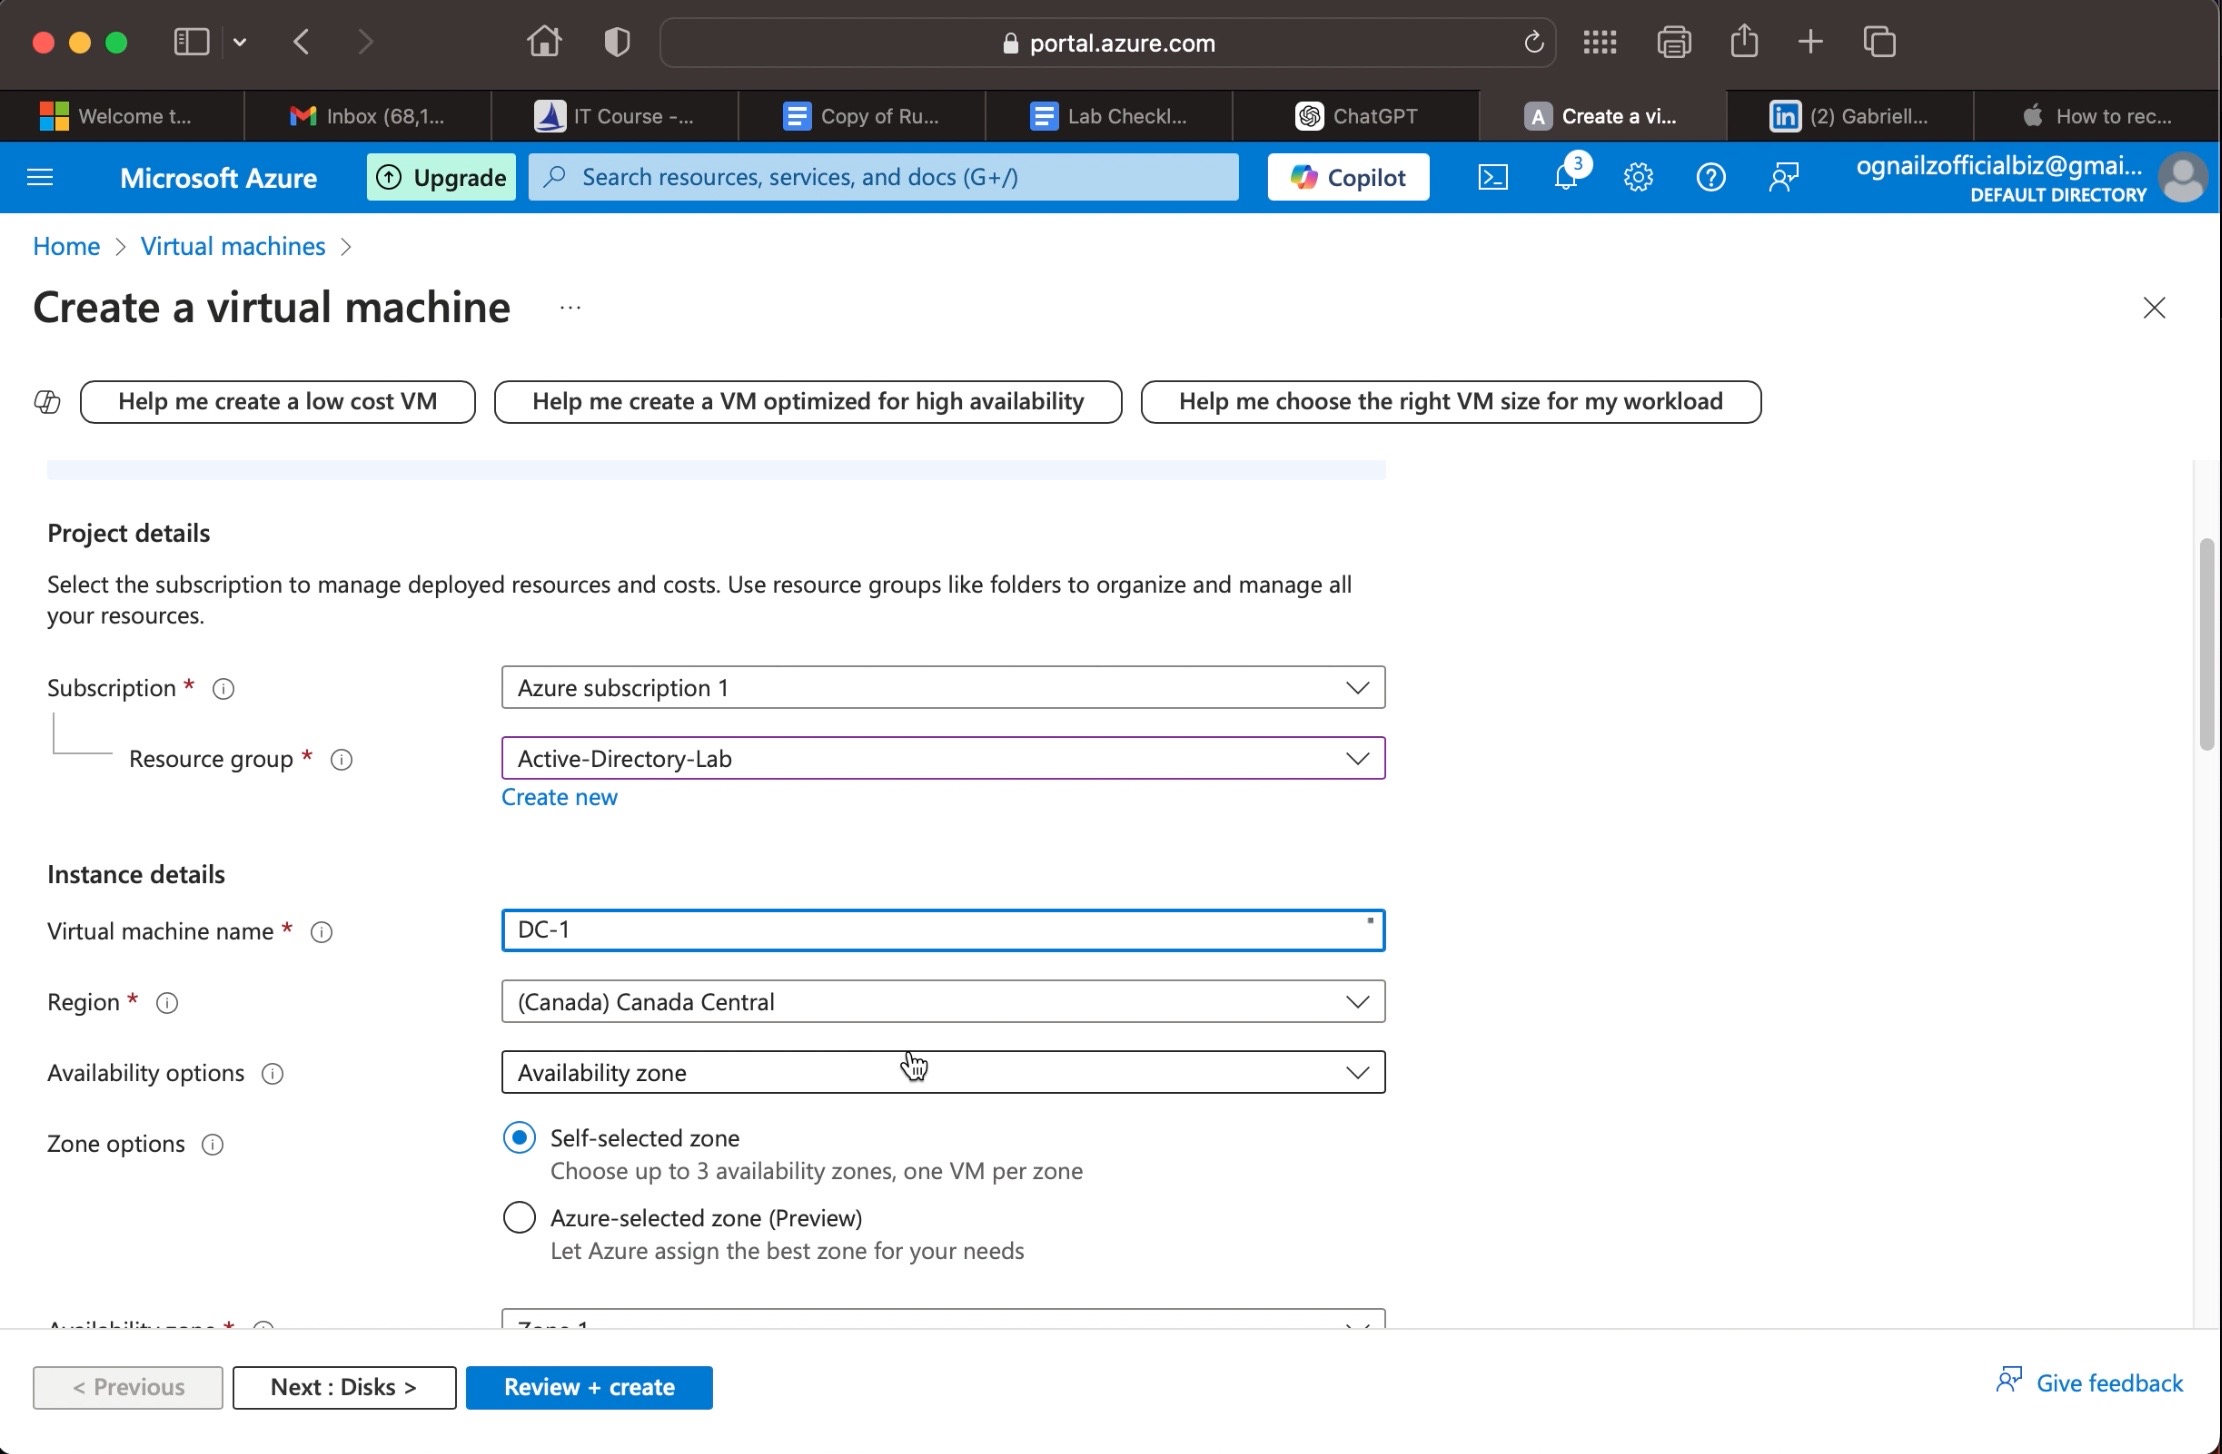 portal.azure.com
Welcome t...
Inbox (68,1...
IT Course -...
Copy of Ru...
Lab Checkl...
ChatGPT
A Create a vi...
in (2) Gabriell...
How to rec...
Microsoft Azure
Upgrade
Search resources, services, and docs (G+/)
Copilot
3
ognailzofficialbiz@gmai...
DEFAULT DIRECTORY
Home > Virtual machines >
Create a virtual machine ...
Help me create a low cost VM
Help me create a VM optimized for high availability
Help me choose the right VM size for my workload
Project details
Select the subscription to manage deployed resources and costs. Use resource groups like folders to organize and manage all
your resources.
Subscription *
Azure subscription 1
Resource group *
Active-Directory-Lab
Create new
Instance details
Virtual machine name *
DC-1
Region *
(Canada) Canada Central
Availability options
Availability zone
Zone options
Self-selected zone
Choose up to 3 availability zones, one VM per zone
Azure-selected zone (Preview)
Let Azure assign the best zone for your needs
Availability zone *
Zone 1
< Previous
Next : Disks >
Review + create
Give feedback